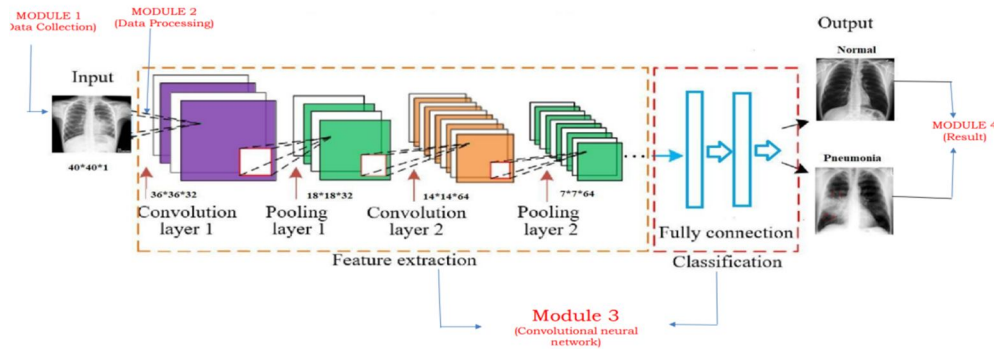 MODULE 1
Data Collection)
MODULE 2
(Data Processing)
Output
Normal
Input
40*40*1
MODULE 4
(Result)
Pneumonia
36*36*32
18*18*32
14*14*64
7*7*64
Convolution
layer 1
Pooling
layer 1
Convolution
layer 2
Pooling
layer 2
Fully connection
Feature extraction
Classification
Module 3
(Convolutional neural
network)